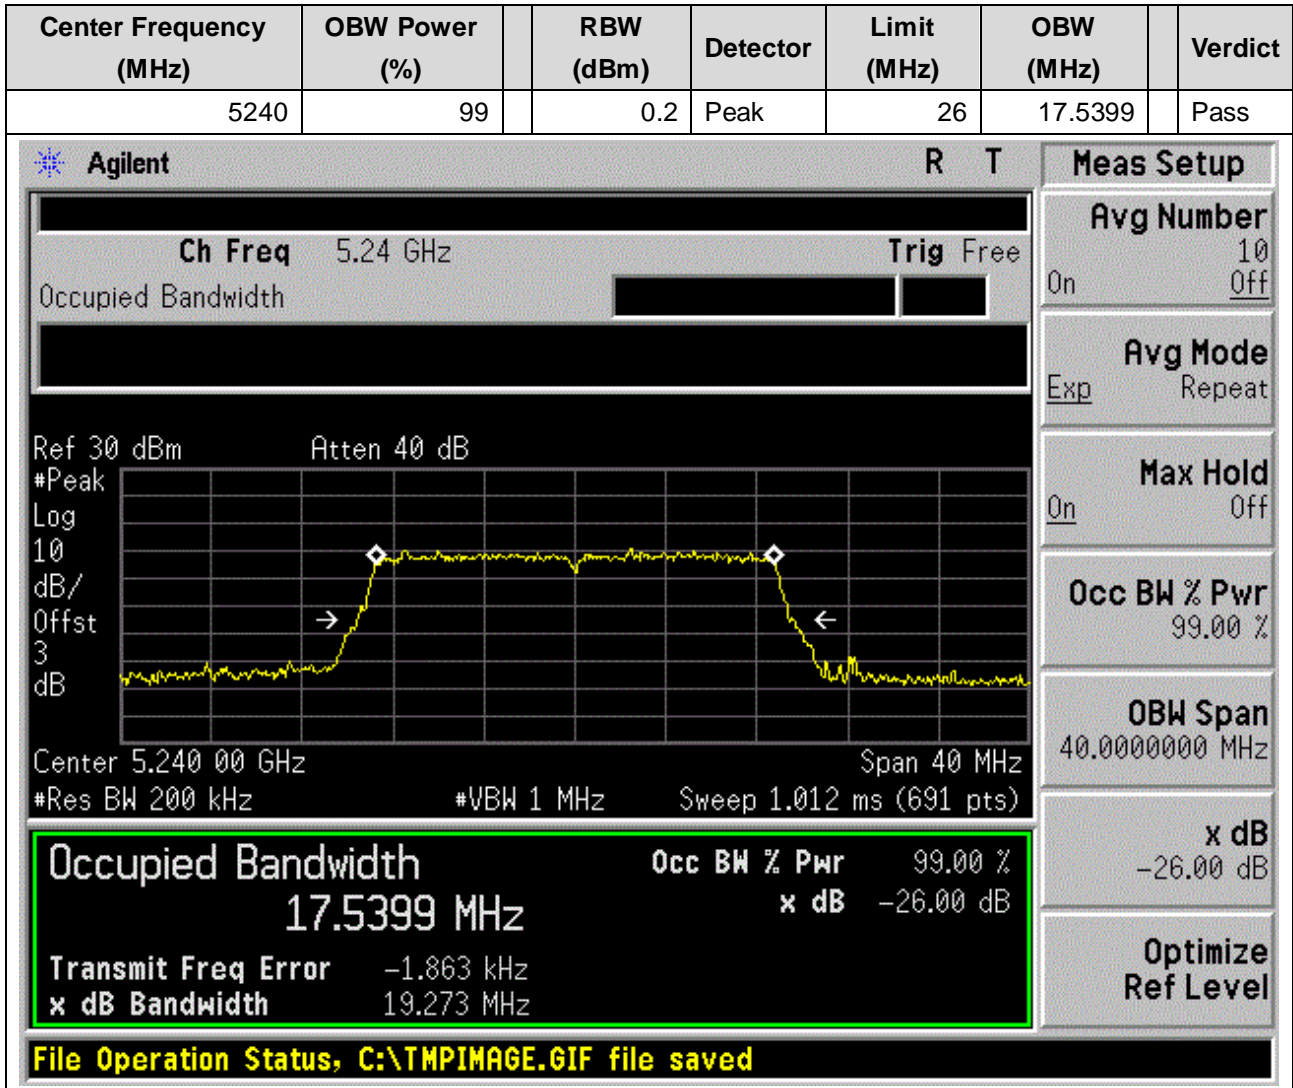 Center Frequency (MHz) OBW Power (%) RBW (dBm) Detector Limit (MHz) OBW (MHz) Verdict
5240 99 0.2 Peak 26 17.5399 Pass
Agilent R T
Ch Freq 5.24 GHz Trig Free
Occupied Bandwidth
Ref 30 dBm Atten 40 dB
#Peak
Log
10
dB/
Offst
3
dB
Center 5.240 00 GHz Span 40 MHz
#Res BW 200 kHz #VBW 1 MHz Sweep 1.012 ms (691 pts)
Occupied Bandwidth
17.5399 MHz
Occ BW % Pwr 99.00 %
x dB -26.00 dB
Transmit Freq Error -1.863 kHz
x dB Bandwidth 19.273 MHz
File Operation Status, C:\TMPIMAGE.GIF file saved
Meas Setup
Avg Number
10
On Off
Avg Mode
Exp Repeat
Max Hold
On Off
Occ BW % Pwr
99.00 %
OBW Span
40.0000000 MHz
x dB
-26.00 dB
Optimize
Ref Level